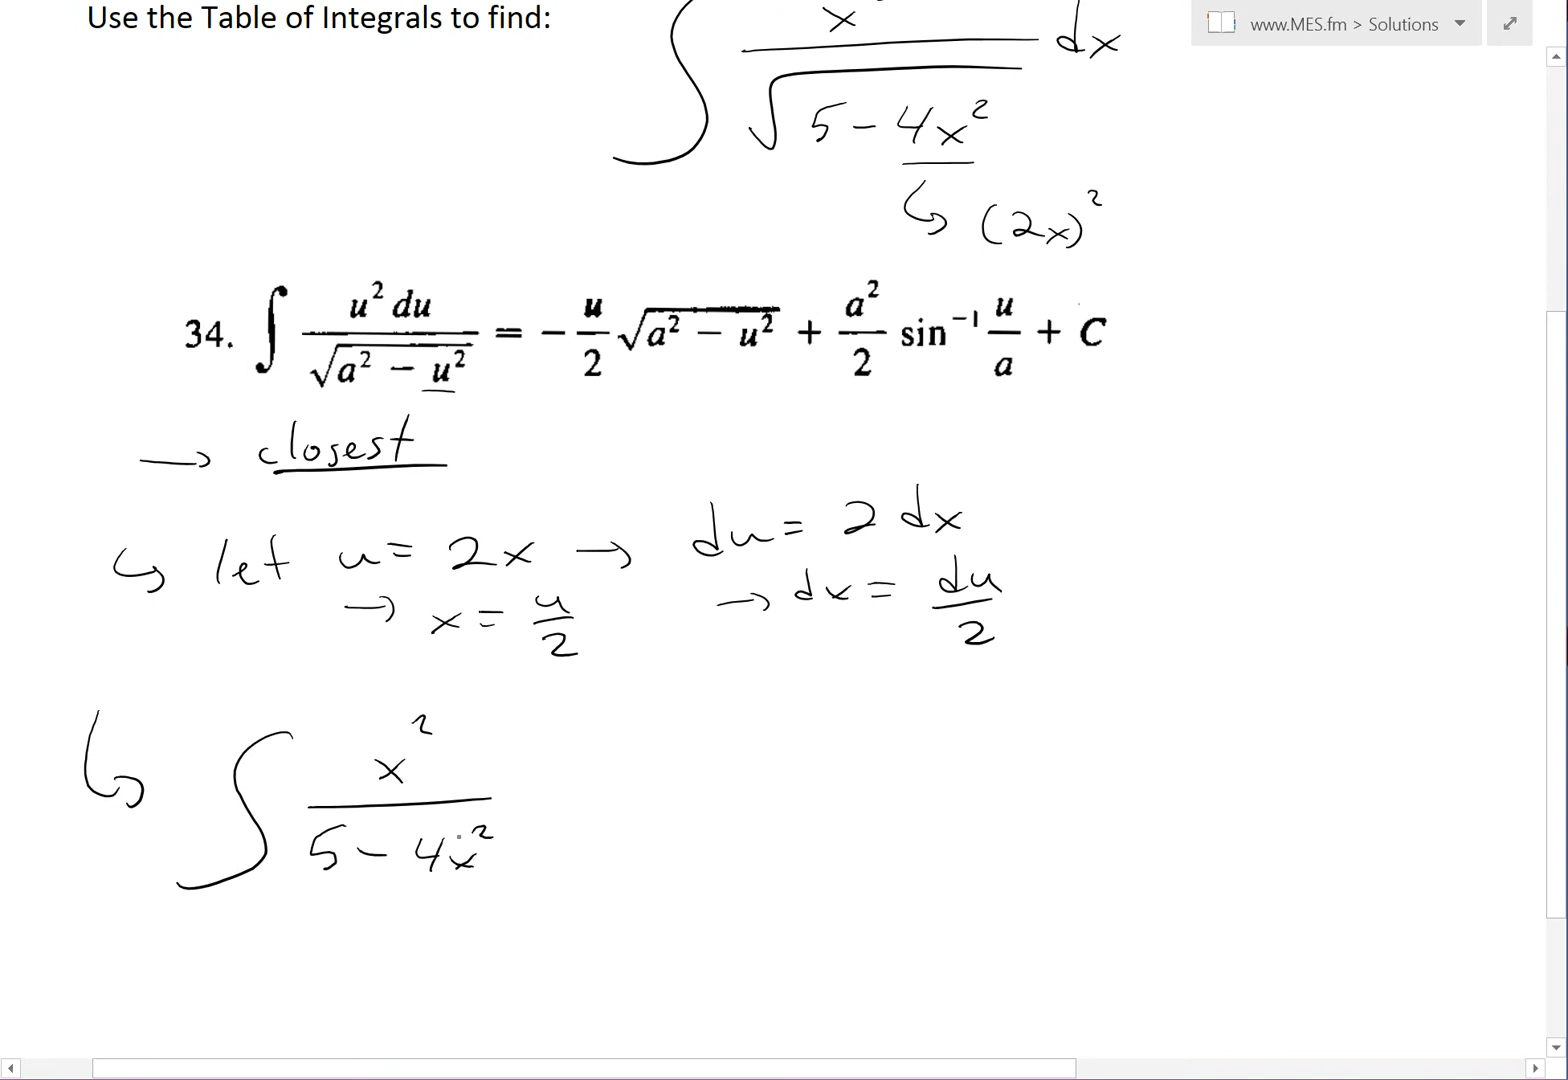 Use the Table of Integrals to find: ∫ x² / √(5 - 4x²) dx
www.MES.fm > Solutions
↳ (2x)²
34. ∫ u² du / √(a² - u²) = - u/2 √(a² - u²) + a²/2 sin⁻¹ u/a + C
→ closest
↳ let u = 2x → du = 2 dx
→ x = u/2 → dx = du/2
↳ ∫ x² / 5 - 4x²